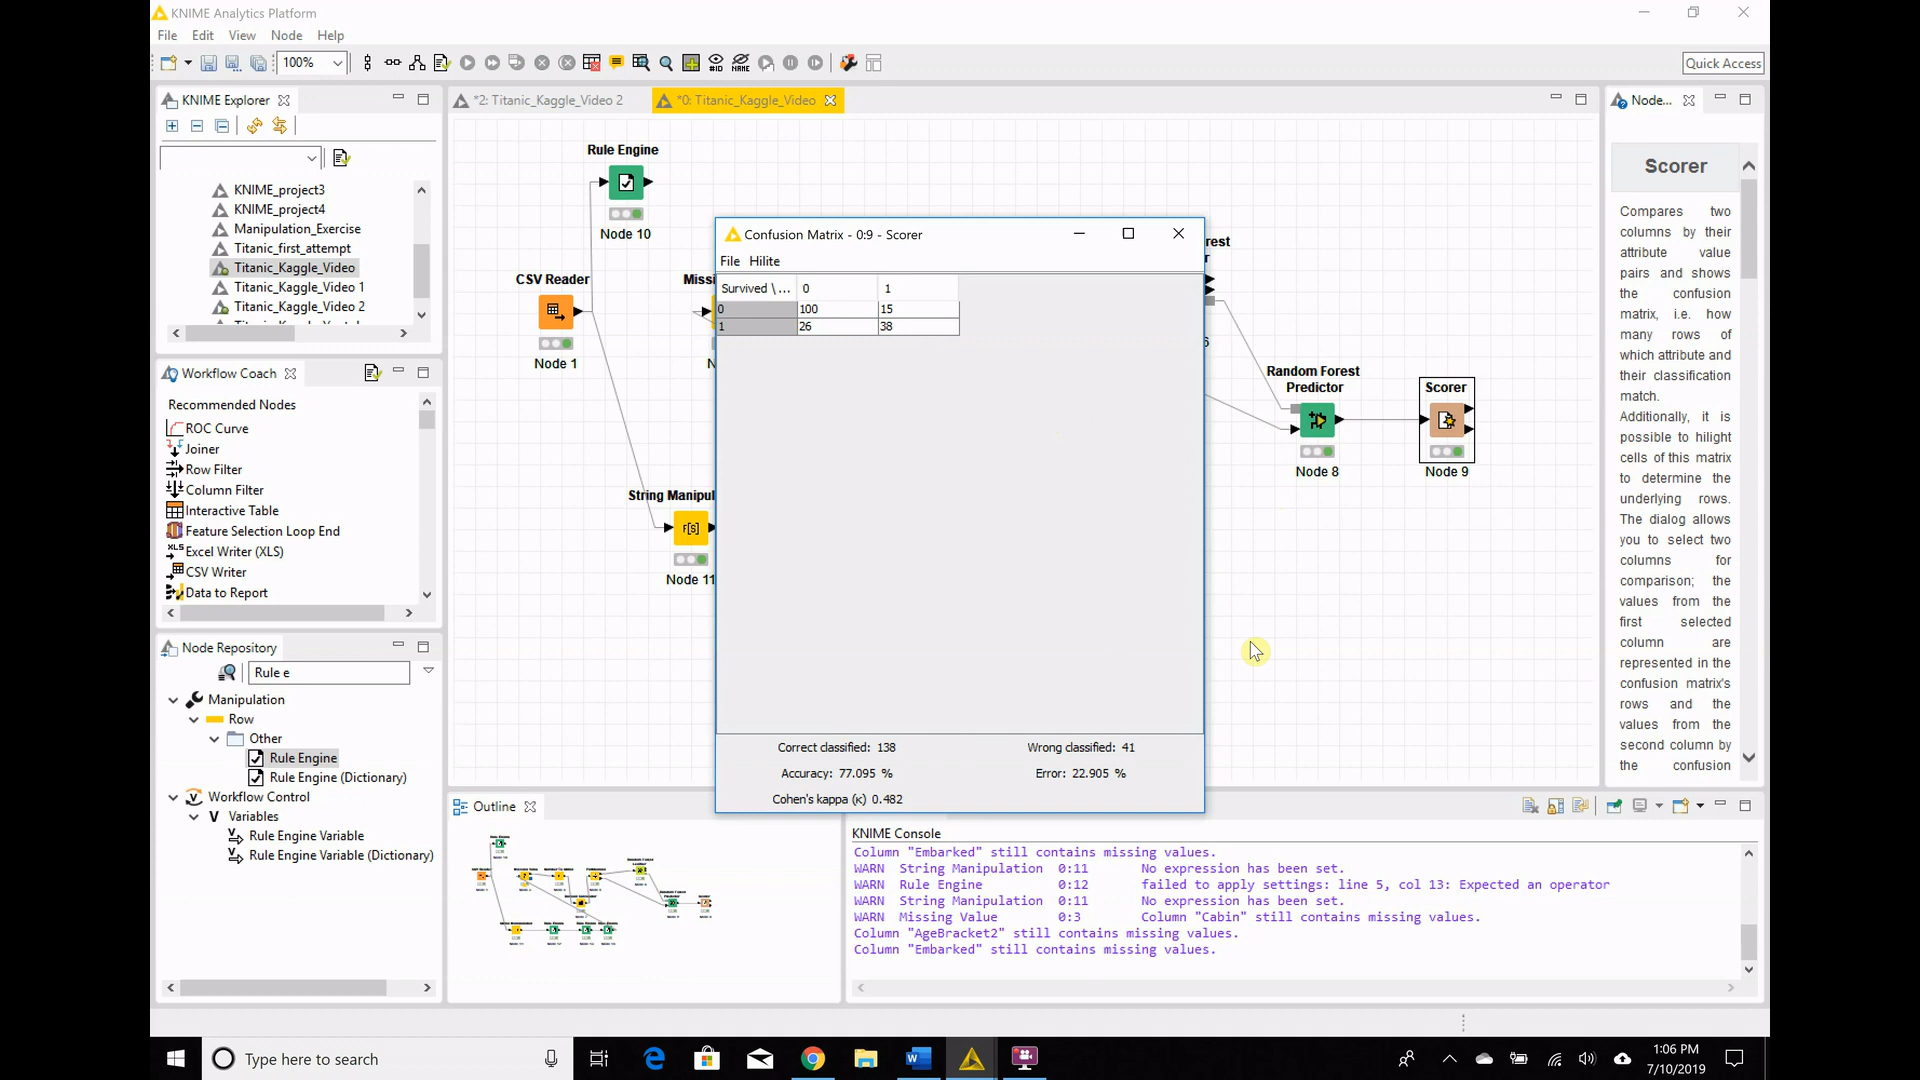 KNIME Analytics Platform
File Edit View Node Help
100%
Quick Access
KNIME Explorer
KNIME_project3
KNIME_project4
Manipulation_Exercise
Titanic_first_attempt
Titanic_Kaggle_Video
Titanic_Kaggle_Video 1
Titanic_Kaggle_Video 2
Workflow Coach
Recommended Nodes
ROC Curve
Joiner
Row Filter
Column Filter
Interactive Table
Feature Selection Loop End
XLS Excel Writer (XLS)
CSV Writer
Data to Report
Node Repository
Rule e
Manipulation
Row
Other
Rule Engine
Rule Engine (Dictionary)
Workflow Control
V Variables
Rule Engine Variable
Rule Engine Variable (Dictionary)
*2: Titanic_Kaggle_Video 2
*0: Titanic_Kaggle_Video
Rule Engine
Node 10
CSV Reader
Node 1
Missi
String Manipul
F[S]
Node 11
Random Forest
Predictor
Node 8
Scorer
Node 9
Confusion Matrix - 0:9 - Scorer
File Hilite
Survived \ ... 0 1
0 100 15
1 26 38
Correct classified: 138 Wrong classified: 41
Accuracy: 77.095 % Error: 22.905 %
Cohen's kappa (κ) 0.482
Node...
Scorer
Compares two
columns by their
attribute value
pairs and shows
the confusion
matrix, i.e. how
many rows of
which attribute and
their classification
match.
Additionally, it is
possible to hilight
cells of this matrix
to determine the
underlying rows.
The dialog allows
you to select two
columns for
comparison; the
values from the
first selected
column are
represented in the
confusion matrix's
rows and the
values from the
second column by
the confusion
Outline
KNIME Console
Column "Embarked" still contains missing values.
WARN String Manipulation 0:11 No expression has been set.
WARN Rule Engine 0:12 failed to apply settings: line 5, col 13: Expected an operator
WARN String Manipulation 0:11 No expression has been set.
WARN Missing Value 0:3 Column "Cabin" still contains missing values.
Column "AgeBracket2" still contains missing values.
Column "Embarked" still contains missing values.
Type here to search
1:06 PM
7/10/2019